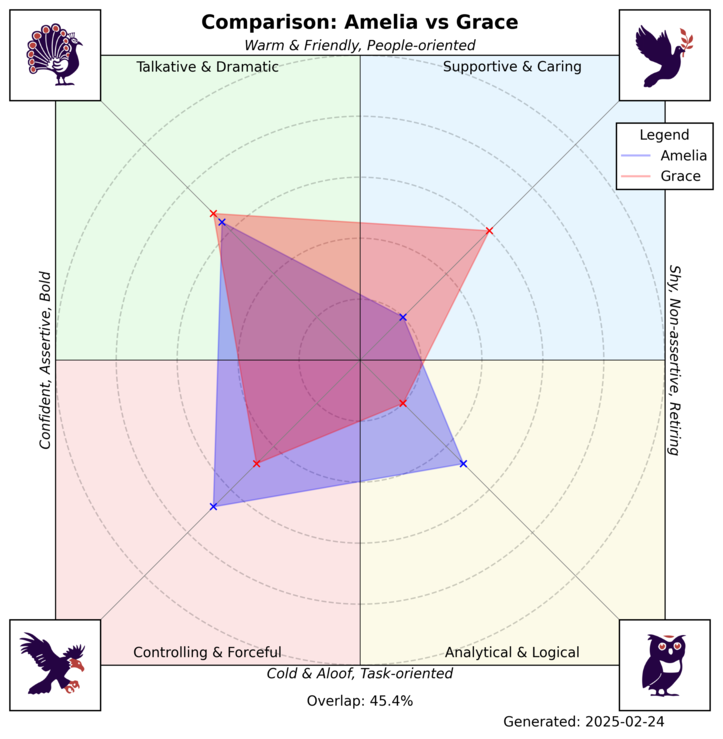 Comparison: Amelia vs Grace
Warm & Friendly, People-oriented
Talkative & Dramatic
Supportive & Caring
Legend
Amelia
Grace
Confident, Assertive, Bold
Shy, Non-assertive, Retiring
Controlling & Forceful
Analytical & Logical
Cold & Aloof, Task-oriented
Overlap: 45.4%
Generated: 2025-02-24